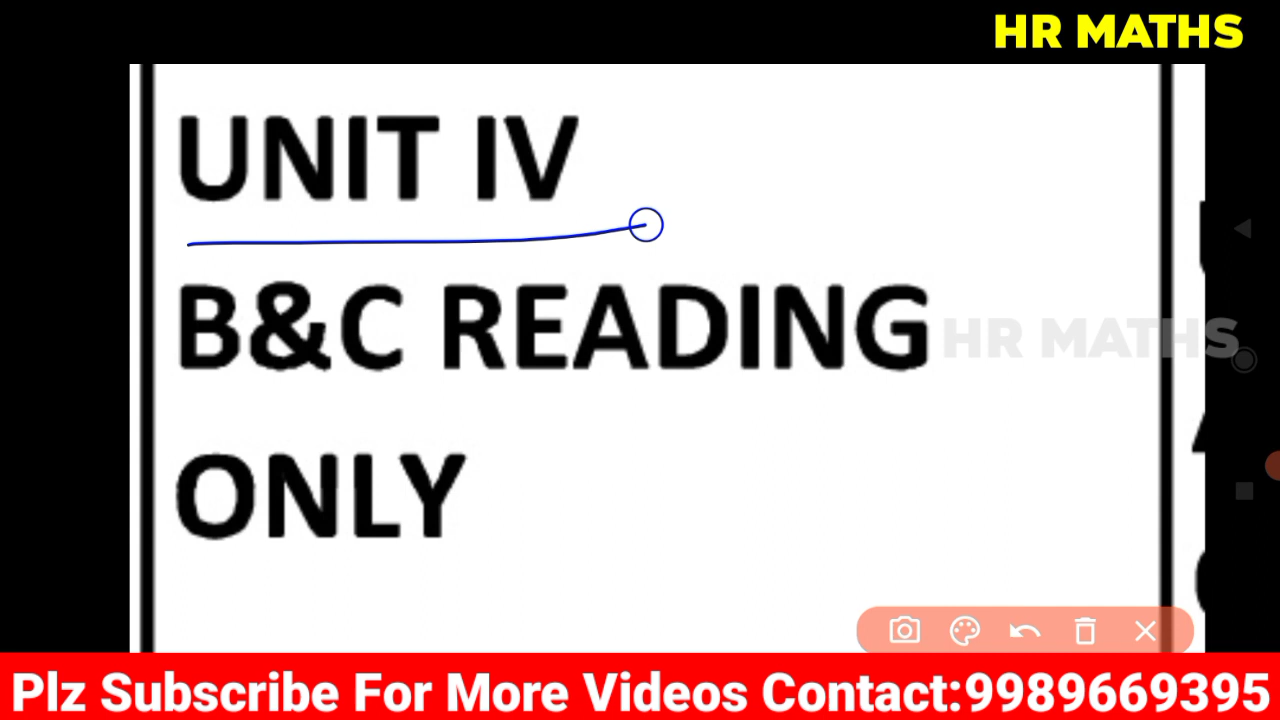 HR MATHS
UNIT IV
B&C READING
HR MATHS
ONLY
Plz Subscribe For More Videos Contact:9989669395